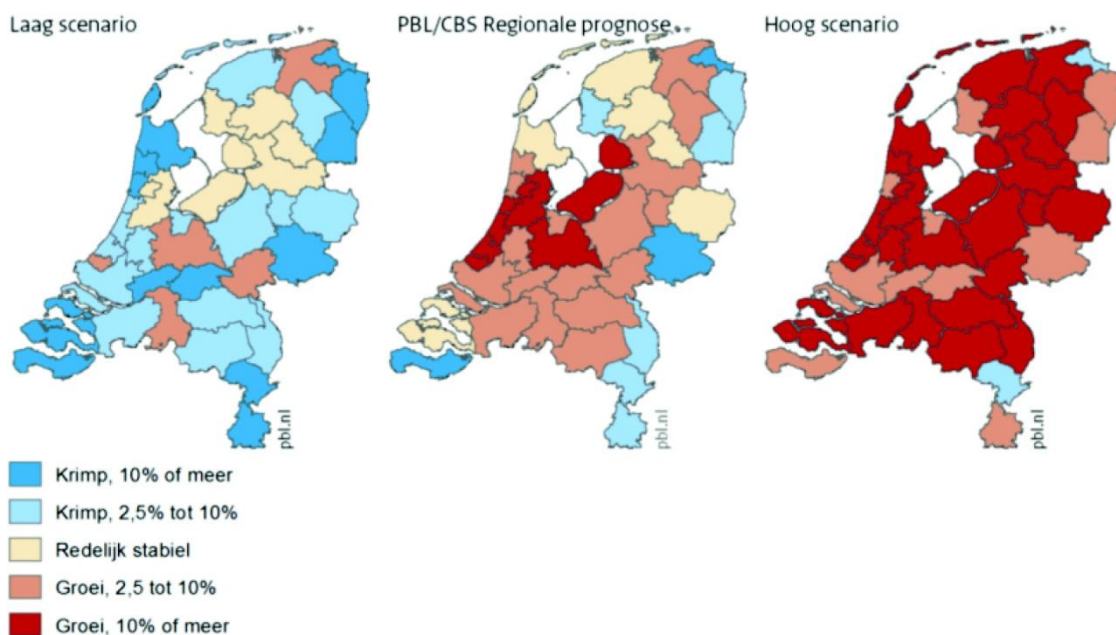 Laag scenario
PBL/CBS Regionale prognose
Hoog scenario
pbl.nl
pbl.nl
pbl.nl
Krimp, 10% of meer
Krimp, 2,5% tot 10%
Redelijk stabiel
Groei, 2,5 tot 10%
Groei, 10% of meer